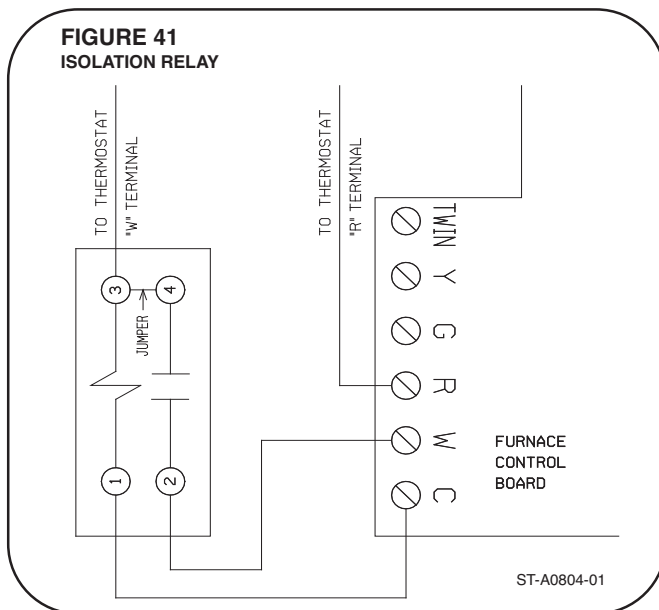 FIGURE 41
ISOLATION RELAY
TO THERMOSTAT
"W" TERMINAL
TO THERMOSTAT
"R" TERMINAL
3
4
JUMPER
1
2
TWIN
Y
G
R
W
C
FURNACE
CONTROL
BOARD
ST-A0804-01